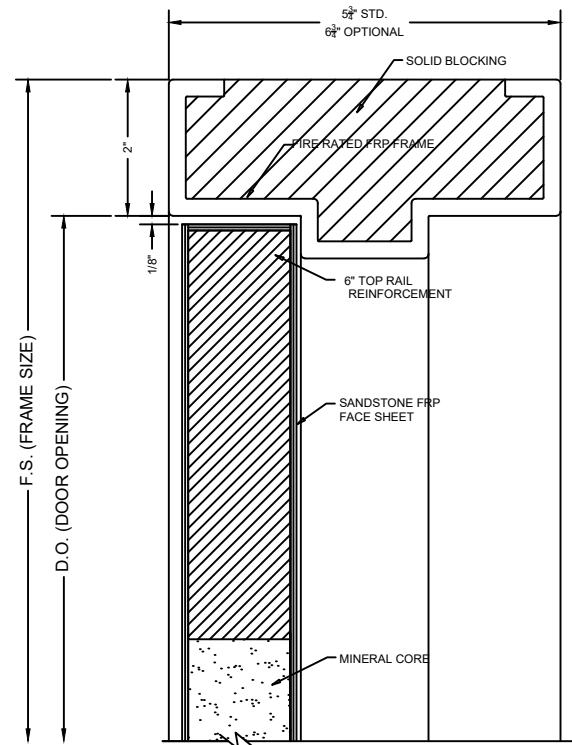 5¾" STD.
6¾" OPTIONAL
SOLID BLOCKING
2"
FIRE RATED FRP FRAME
1/8"
6" TOP RAIL
REINFORCEMENT
F.S. (FRAME SIZE)
D.O. (DOOR OPENING)
SANDSTONE FRP
FACE SHEET
MINERAL CORE